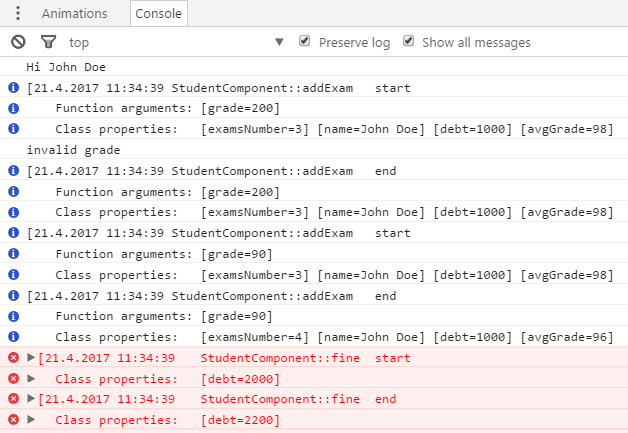 Animations Console
top Preserve log Show all messages
Hi John Doe
[21.4.2017 11:34:39 StudentComponent::addExam start
Function arguments: [grade=200]
Class properties: [examsNumber=3] [name=John Doe] [debt=1000] [avgGrade=98]
invalid grade
[21.4.2017 11:34:39 StudentComponent::addExam end
Function arguments: [grade=200]
Class properties: [examsNumber=3] [name=John Doe] [debt=1000] [avgGrade=98]
[21.4.2017 11:34:39 StudentComponent::addExam start
Function arguments: [grade=90]
Class properties: [examsNumber=3] [name=John Doe] [debt=1000] [avgGrade=98]
[21.4.2017 11:34:39 StudentComponent::addExam end
Function arguments: [grade=90]
Class properties: [examsNumber=4] [name=John Doe] [debt=1000] [avgGrade=96]
[21.4.2017 11:34:39 StudentComponent::fine start
Class properties: [debt=2000]
[21.4.2017 11:34:39 StudentComponent::fine end
Class properties: [debt=2200]